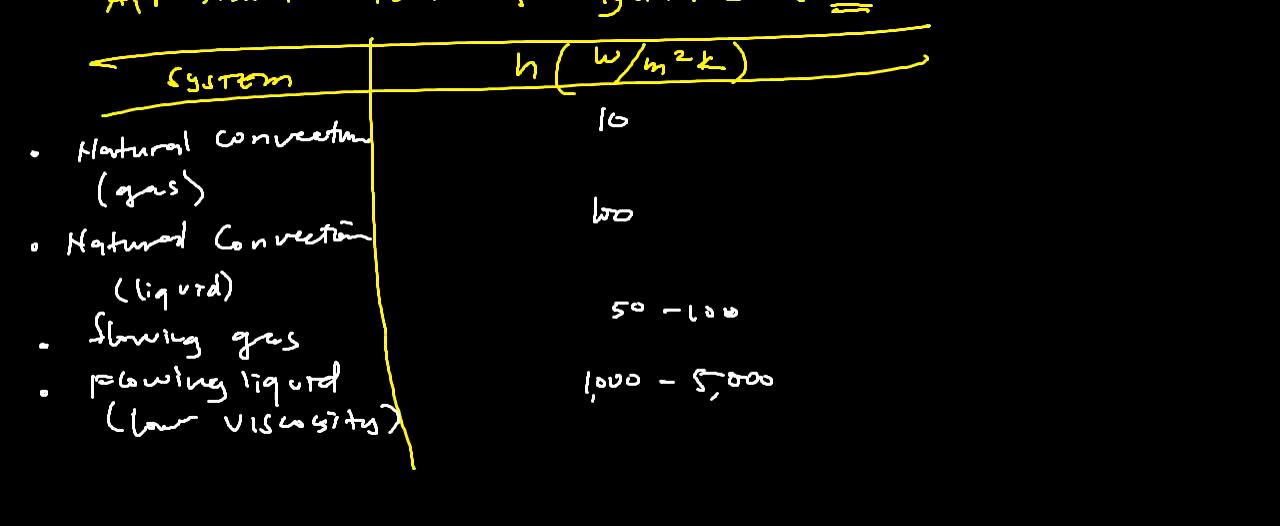 SYSTEM h (W/m²K)
• Natural Convection 10
(gas)
• Natural Convection 100
(liquid)
• flowing gas 50 - 100
• Flowing liquid 1,000 - 5,000
(low viscosity)